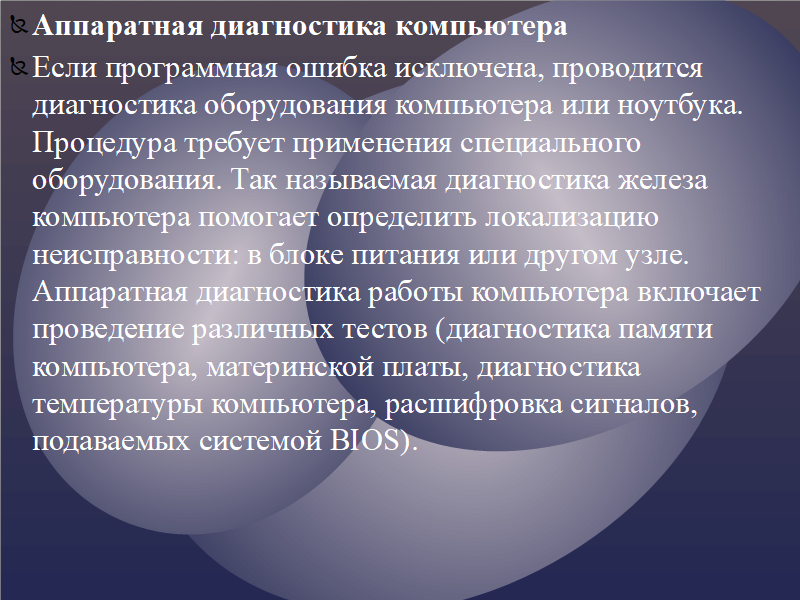 Аппаратная диагностика компьютера
Если программная ошибка исключена, проводится
диагностика оборудования компьютера или ноутбука.
Процедура требует применения специального
оборудования. Так называемая диагностика железа
компьютера помогает определить локализацию
неисправности: в блоке питания или другом узле.
Аппаратная диагностика работы компьютера включает
проведение различных тестов (диагностика памяти
компьютера, материнской платы, диагностика
температуры компьютера, расшифровка сигналов,
подаваемых системой BIOS).